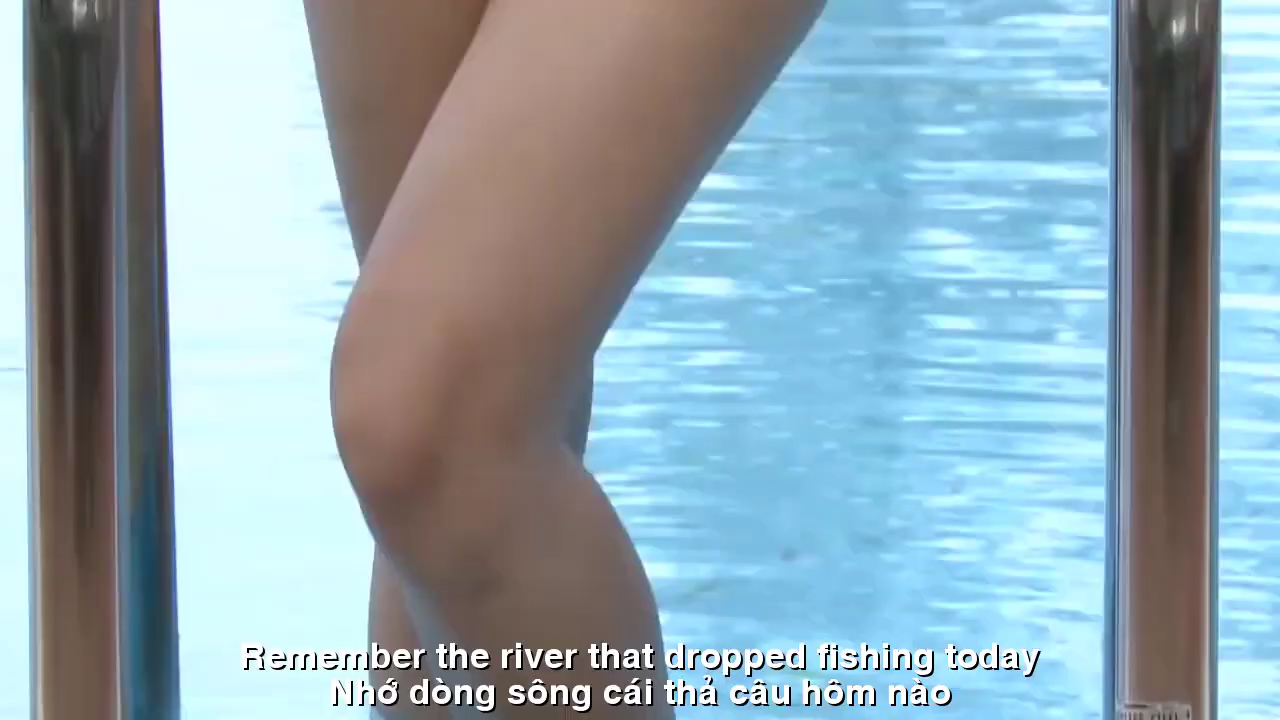 Remember the river that dropped fishing today
Nhớ dòng sông cái thả câu hôm nào